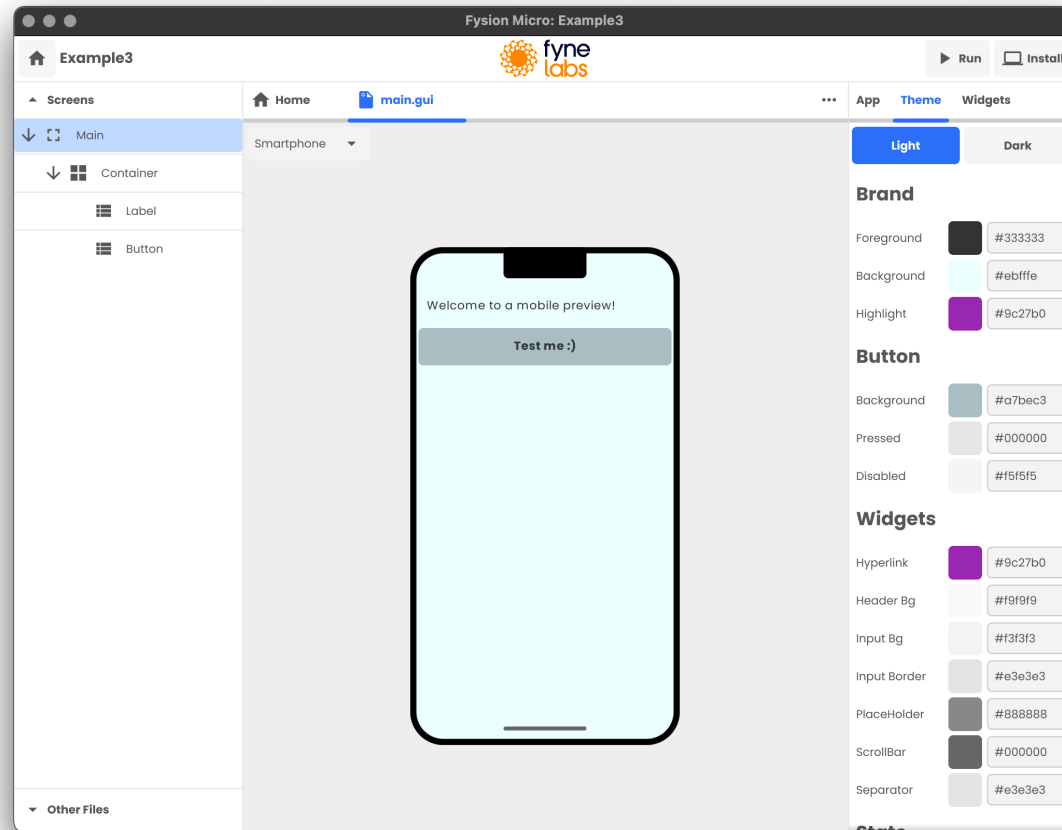 Fysion Micro: Example3
Example3
fyne
labs
Run
Install
Screens
Main
Container
Label
Button
Other Files
Home
main.gui
Smartphone
Welcome to a mobile preview!
Test me :)
App Theme Widgets
Light Dark
Brand
Foreground #333333
Background #ebfffe
Highlight #9c27b0
Button
Background #a7bec3
Pressed #000000
Disabled #f5f5f5
Widgets
Hyperlink #9c27b0
Header Bg #f9f9f9
Input Bg #f3f3f3
Input Border #e3e3e3
PlaceHolder #888888
ScrollBar #000000
Separator #e3e3e3
State